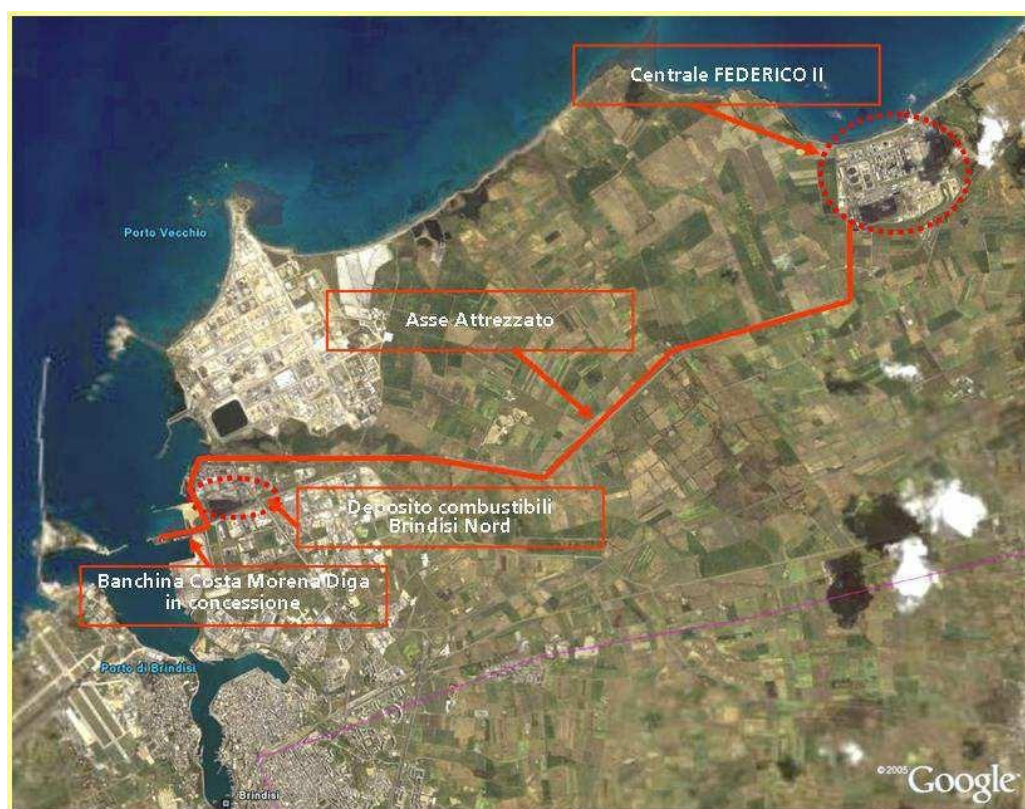 Centrale FEDERICO II
Porto Vecchio
Asse Attrezzato
Deposito combustibili
Brindisi Nord
Banchina Costa Morena Diga
in concessione
Porto di Brindisi
Brindisi
©2005 Google